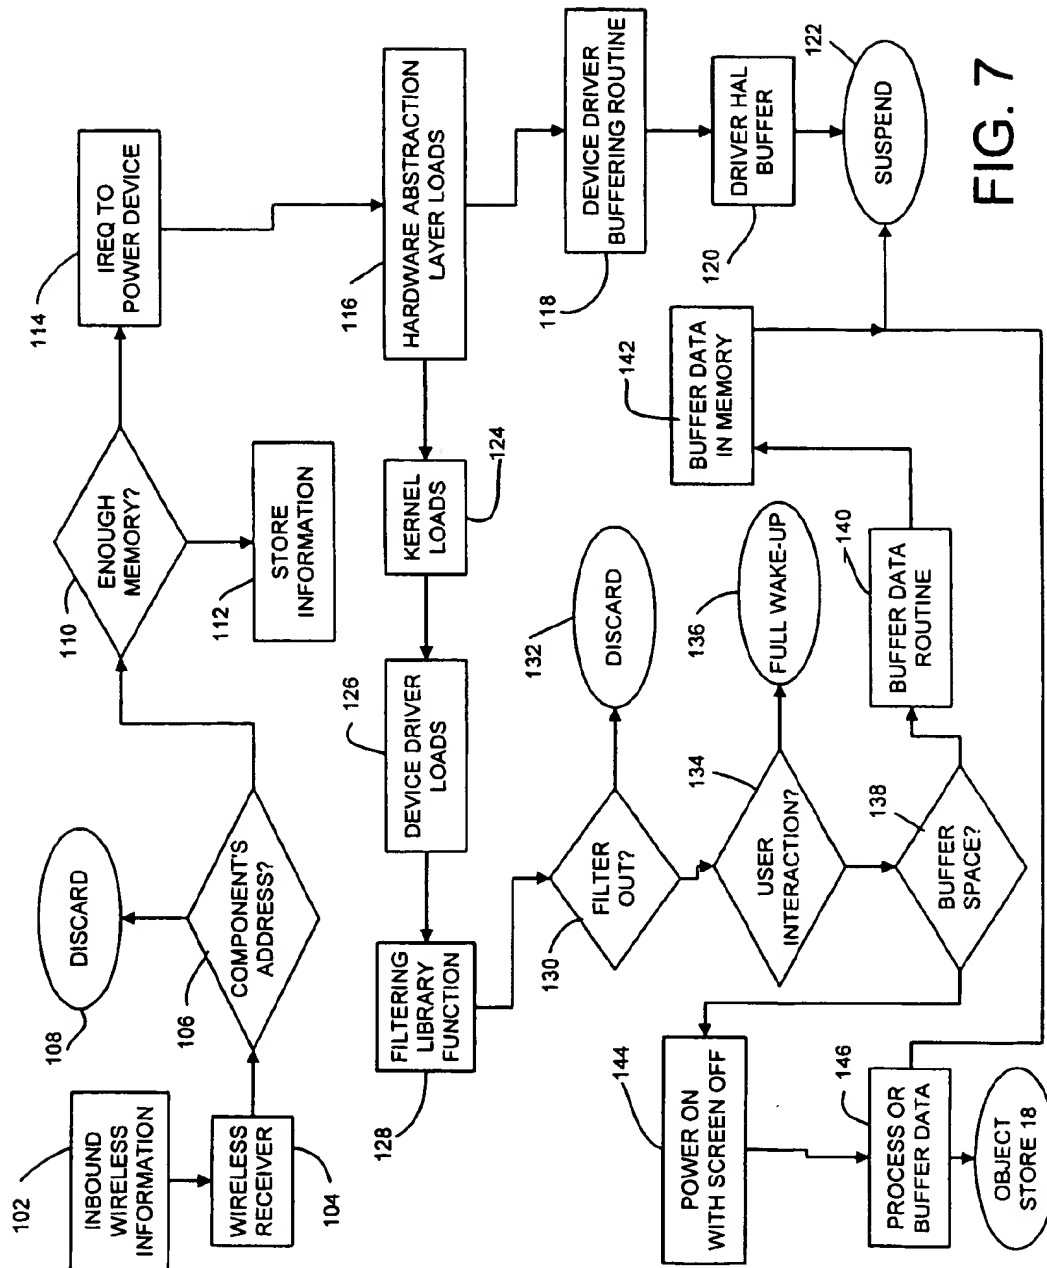 102
INBOUND
WIRELESS
INFORMATION
WIRELESS
RECEIVER
104
COMPONENT'S
ADDRESS?
106
DISCARD
108
ENOUGH
MEMORY?
110
STORE
INFORMATION
112
IREQ TO
POWER DEVICE
114
HARDWARE ABSTRACTION
LAYER LOADS
116
DEVICE DRIVER
BUFFERING ROUTINE
118
DRIVER HAL
BUFFER
120
SUSPEND
122
KERNEL
LOADS
124
DEVICE DRIVER
LOADS
126
FILTERING
LIBRARY
FUNCTION
128
FILTER
OUT?
130
DISCARD
132
USER
INTERACTION?
134
FULL WAKE-UP
136
BUFFER
SPACE?
138
BUFFER DATA
ROUTINE
140
BUFFER DATA
IN MEMORY
142
POWER ON
WITH SCREEN OFF
144
PROCESS OR
BUFFER DATA
146
OBJECT
STORE 18
FIG. 7